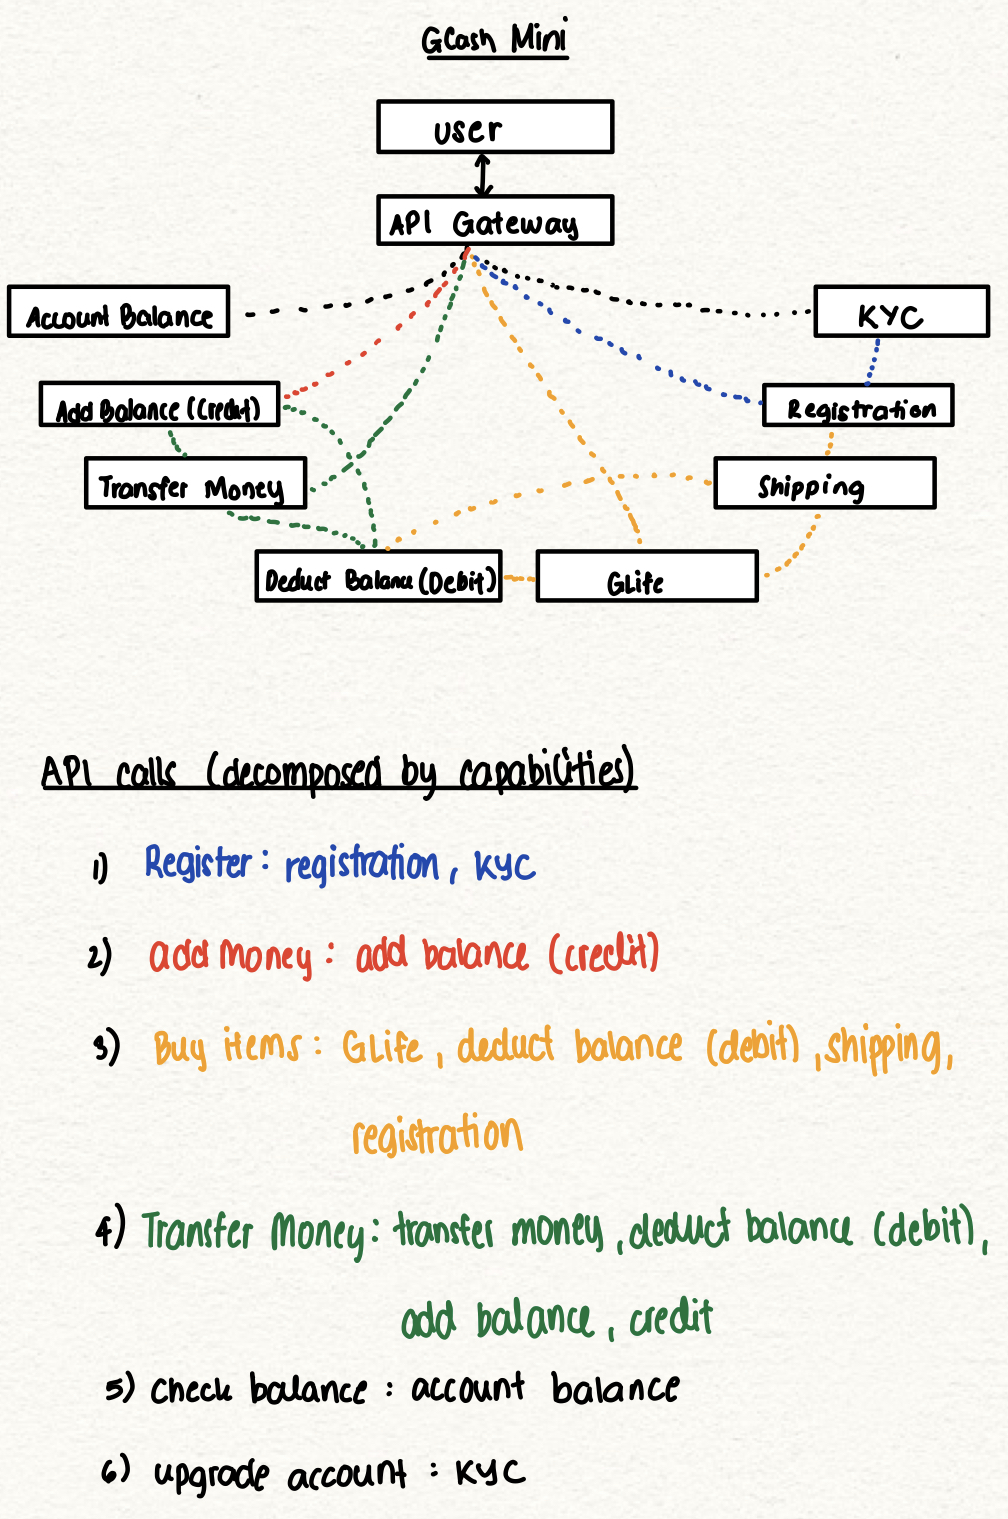 GCash Mini
user
API Gateway
Account Balance
KYC
Add Balance (Credit)
Registration
Transfer Money
Shipping
Deduct Balance (Debit)
GLife
API calls (decomposed by capabilities)
1) Register: registration, KYC
2) add money: add balance (credit)
3) Buy items: GLife, deduct balance (debit), shipping,
registration
4) Transfer Money: transfer money, deduct balance (debit),
add balance, credit
5) check balance: account balance
6) upgrade account: KYC